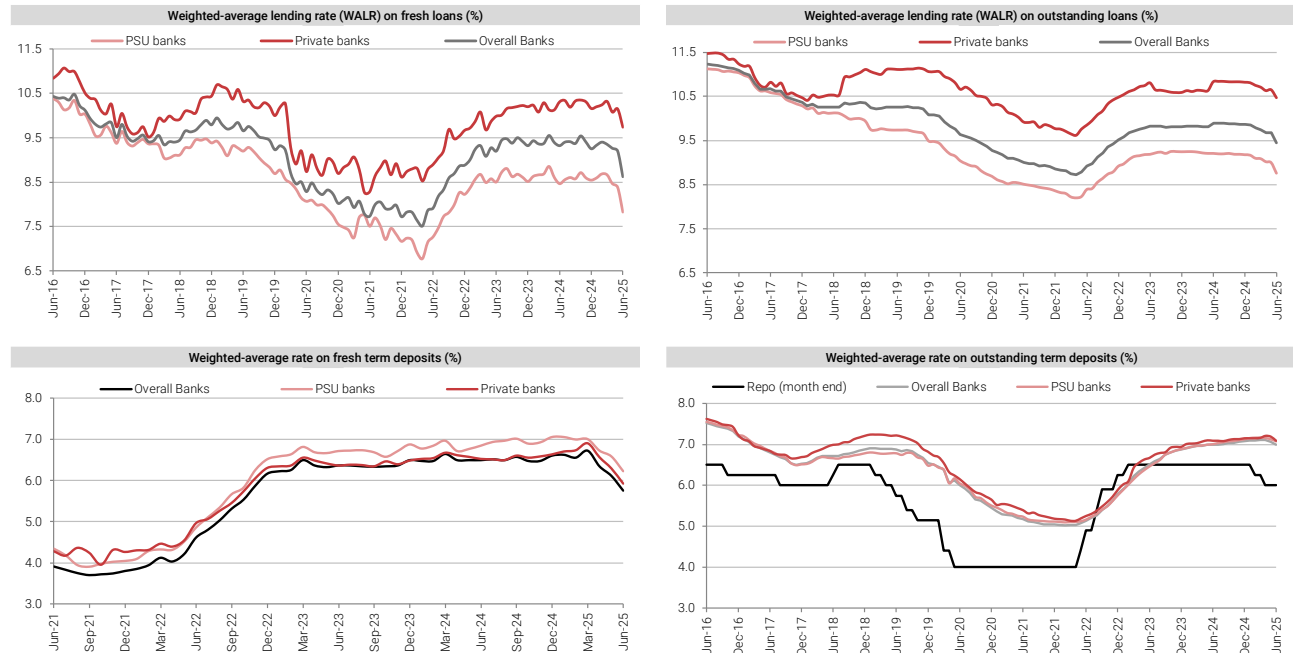 Weighted-average lending rate (WALR) on fresh loans (%)
PSU banks Private banks Overall Banks
11.5
10.5
9.5
8.5
7.5
6.5
Jun-16 Dec-16 Jun-17 Dec-17 Jun-18 Dec-18 Jun-19 Dec-19 Jun-20 Dec-20 Jun-21 Dec-21 Jun-22 Dec-22 Jun-23 Dec-23 Jun-24 Dec-24 Jun-25
Weighted-average lending rate (WALR) on outstanding loans (%)
PSU banks Private banks Overall Banks
11.5
10.5
9.5
8.5
7.5
6.5
Jun-16 Dec-16 Jun-17 Dec-17 Jun-18 Dec-18 Jun-19 Dec-19 Jun-20 Dec-20 Jun-21 Dec-21 Jun-22 Dec-22 Jun-23 Dec-23 Jun-24 Dec-24 Jun-25
Weighted-average rate on fresh term deposits (%)
Overall Banks PSU banks Private banks
8.0
7.0
6.0
5.0
4.0
3.0
Jun-21 Sep-21 Dec-21 Mar-22 Jun-22 Sep-22 Dec-22 Mar-23 Jun-23 Sep-23 Dec-23 Mar-24 Jun-24 Sep-24 Dec-24 Mar-25 Jun-25
Weighted-average rate on outstanding term deposits (%)
Repo (month end) Overall Banks PSU banks Private banks
8.0
7.0
6.0
5.0
4.0
3.0
Jun-16 Dec-16 Jun-17 Dec-17 Jun-18 Dec-18 Jun-19 Dec-19 Jun-20 Dec-20 Jun-21 Dec-21 Jun-22 Dec-22 Jun-23 Dec-23 Jun-24 Dec-24 Jun-25